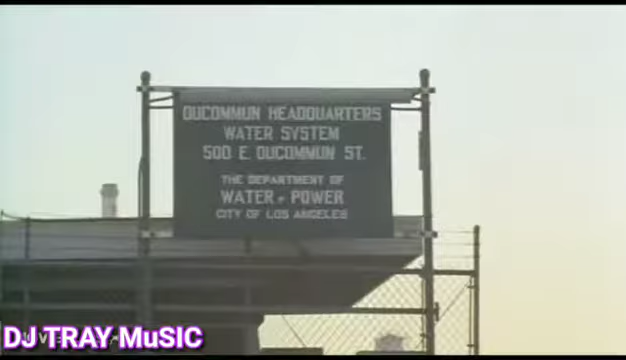 DUCOMMUN HEADQUARTERS
WATER SYSTEM
500 E. DUCOMMUN ST.
THE DEPARTMENT OF
WATER & POWER
CITY OF LOS ANGELES
DJ TRAY MuSIC